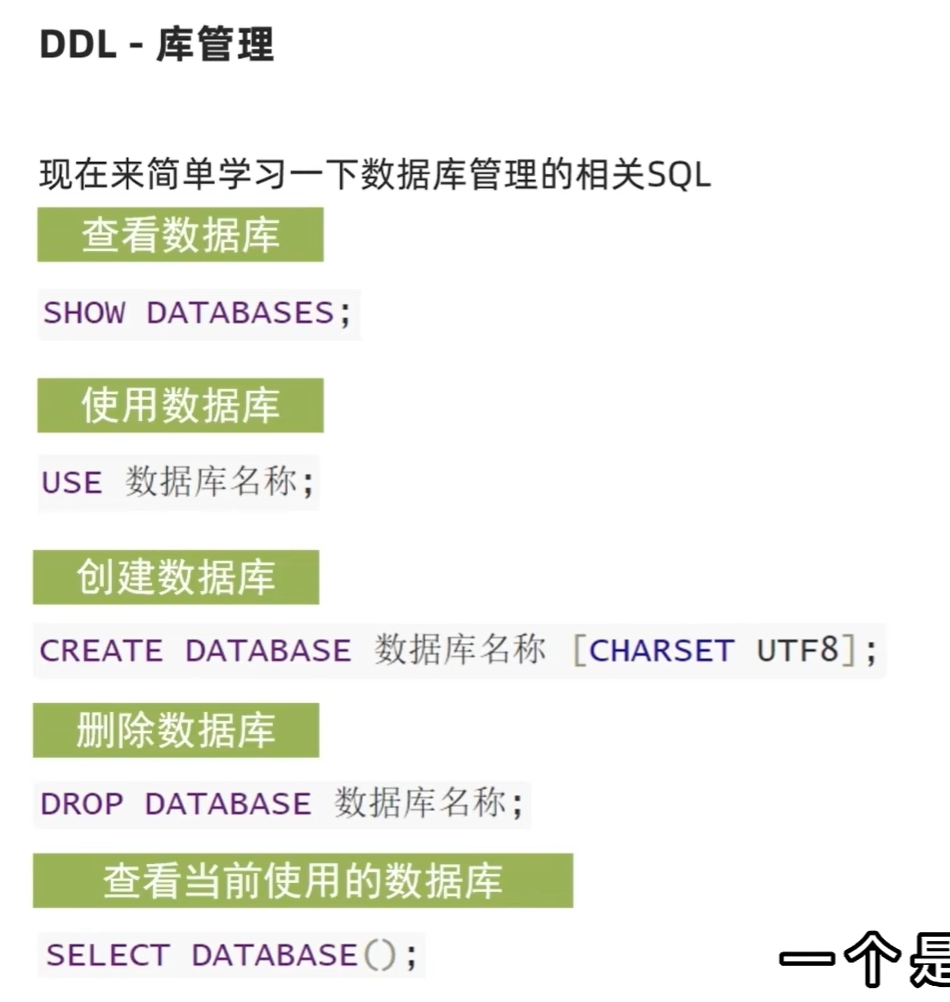 DDL - 库管理
现在来简单学习一下数据库管理的相关SQL
查看数据库
SHOW DATABASES;
使用数据库
USE 数据库名称;
创建数据库
CREATE DATABASE 数据库名称 [CHARSET UTF8];
删除数据库
DROP DATABASE 数据库名称;
查看当前使用的数据库
SELECT DATABASE();
一个是